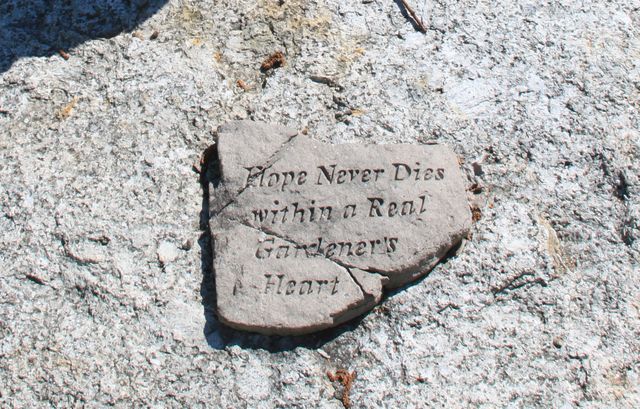 Hope Never Dies
within a Real
Gardener's
Heart